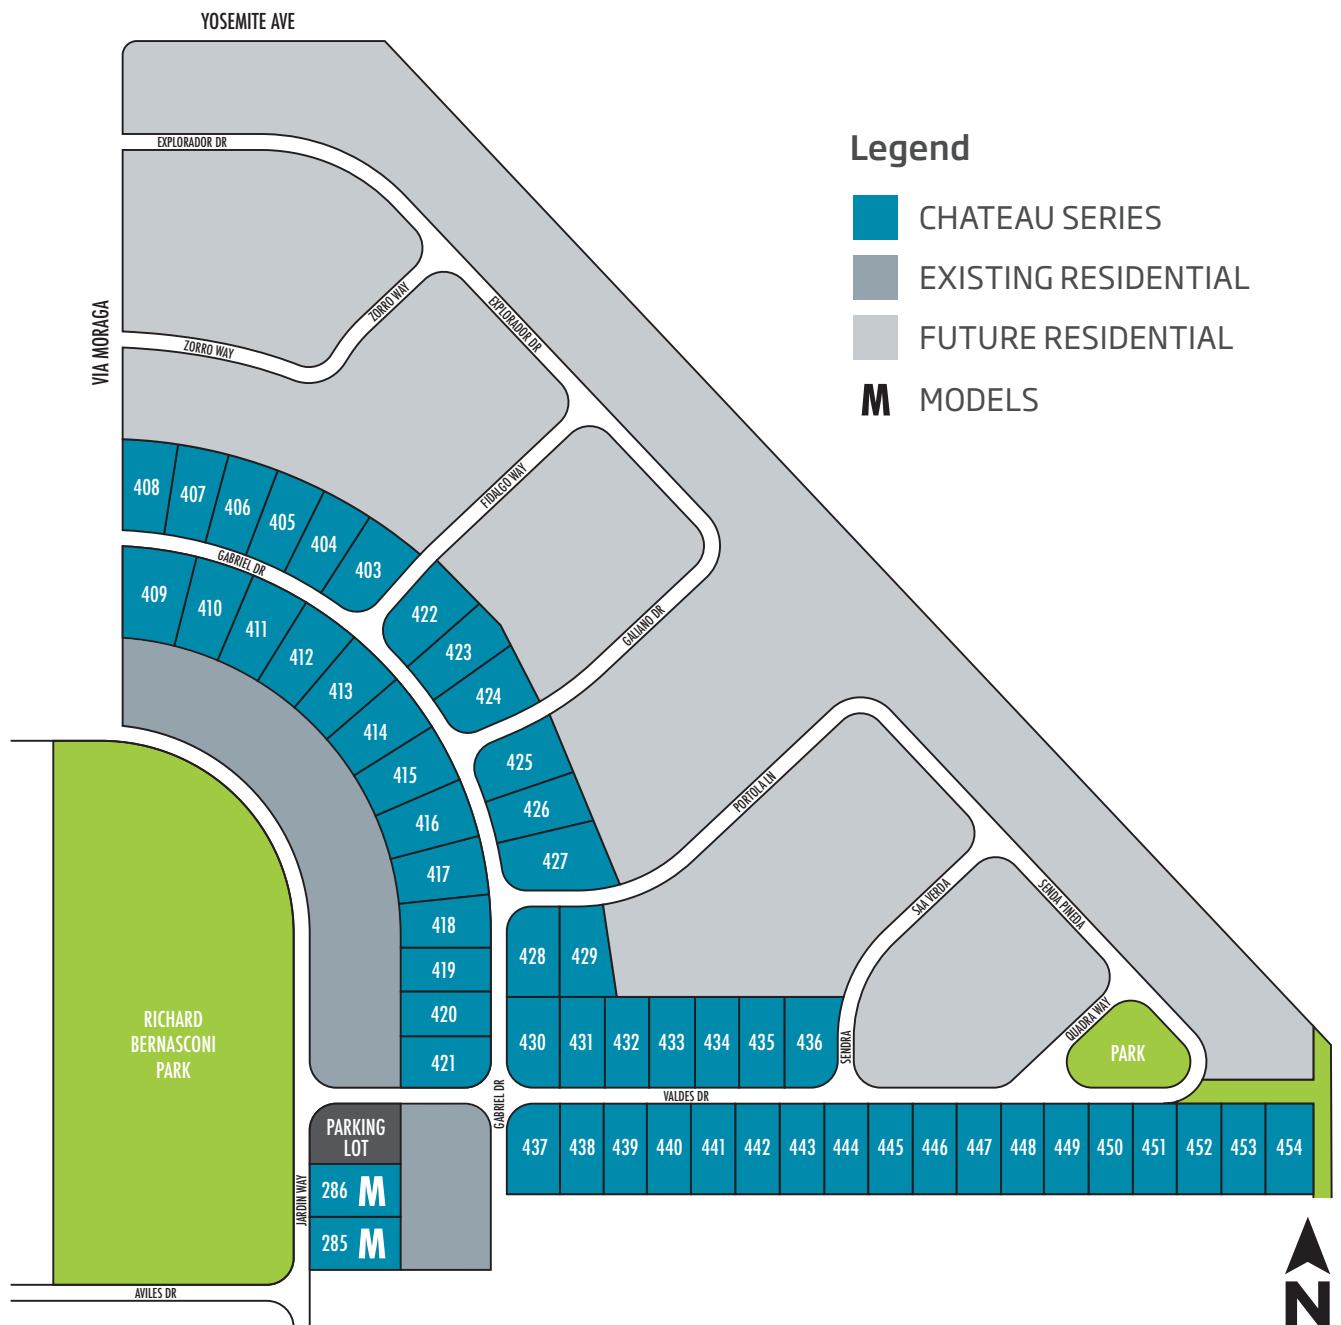 YOSEMITE AVE
EXPLORADOR DR
Legend
CHATEAU SERIES
EXISTING RESIDENTIAL
FUTURE RESIDENTIAL
M MODELS
VIA MORAGA
ZORRO WAY
ZORRO WAY
EXPLORADOR DR
FIDALGO WAY
408
407
406
405
404
403
GABRIEL DR
409
410
411
412
413
414
415
416
417
418
419
420
421
422
423
424
GALIANO DR
425
426
427
PORTOLA LN
428
429
SAA VERDA
SENDA PINEDA
QUADRA WAY
PARK
430
431
432
433
434
435
436
SENDRA
RICHARD
BERNASCONI
PARK
VALDES DR
GABRIEL DR
PARKING
LOT
437
438
439
440
441
442
443
444
445
446
447
448
449
450
451
452
453
454
JARDIN WAY
286 M
285 M
AVILES DR
N